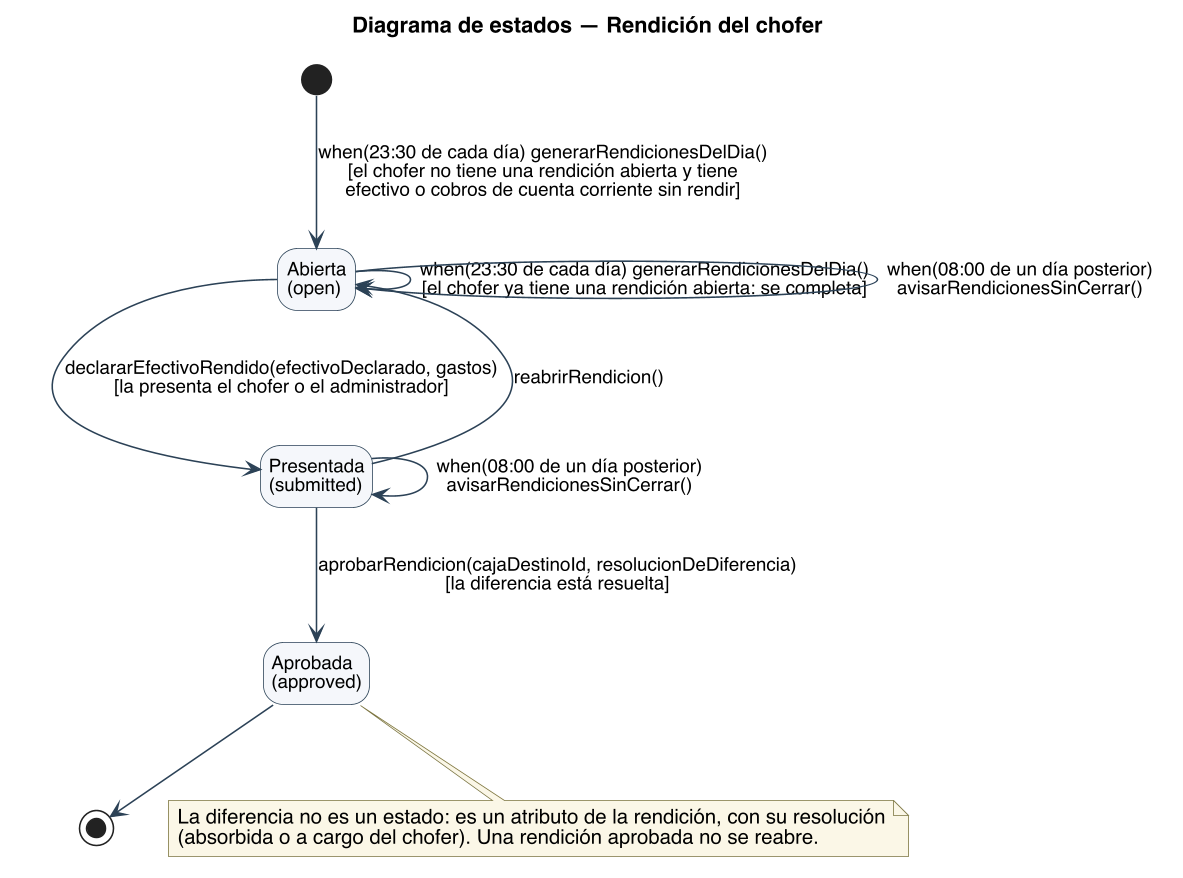 Diagrama de estados — Rendición del chofer
when(23:30 de cada día) generarRendicionesDelDia()
[el chofer no tiene una rendición abierta y tiene
efectivo o cobros de cuenta corriente sin rendir]
Abierta
(open)
when(23:30 de cada día) generarRendicionesDelDia()
[el chofer ya tiene una rendición abierta: se completa]
when(08:00 de un día posterior)
avisarRendicionesSinCerrar()
declararEfectivoRendido(efectivoDeclarado, gastos)
[la presenta el chofer o el administrador]
reabrirRendicion()
Presentada
(submitted)
when(08:00 de un día posterior)
avisarRendicionesSinCerrar()
aprobarRendicion(cajaDestinoId, resolucionDeDiferencia)
[la diferencia está resuelta]
Aprobada
(approved)
La diferencia no es un estado: es un atributo de la rendición, con su resolución
(absorbida o a cargo del chofer). Una rendición aprobada no se reabre.